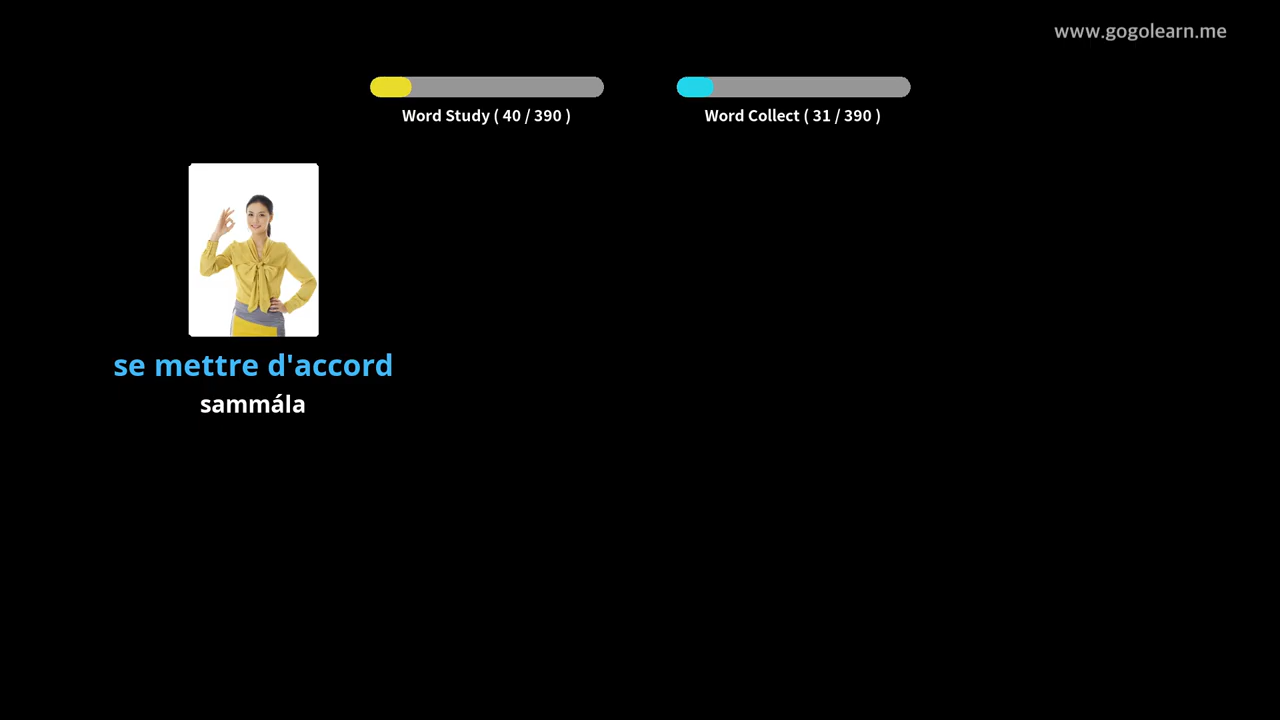 www.gogolearn.me
Word Study ( 40 / 390 )
Word Collect ( 31 / 390 )
se mettre d'accord
sammála